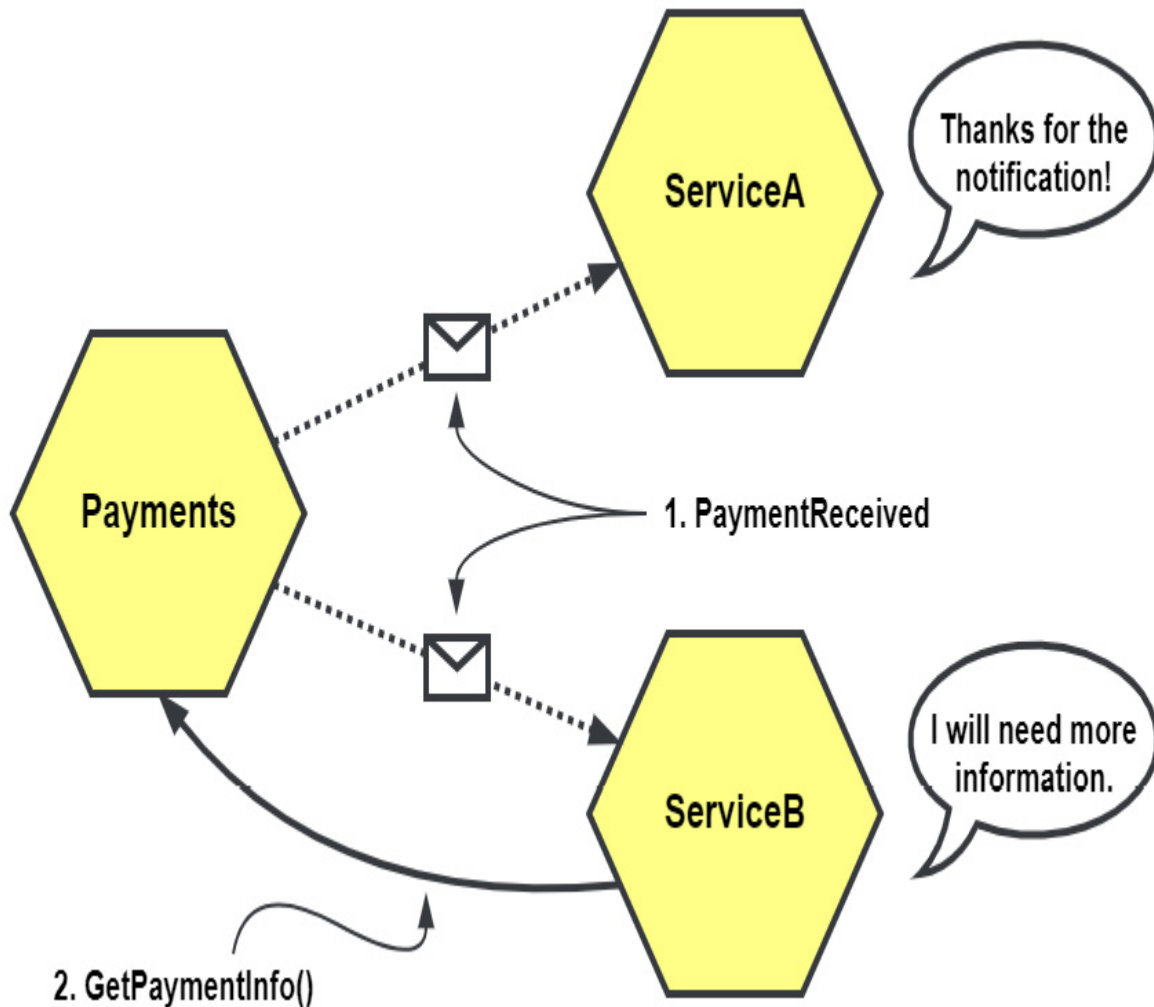 ServiceA
Thanks for the
notification!
Payments
1. PaymentReceived
ServiceB
I will need more
information.
2. GetPaymentInfo()